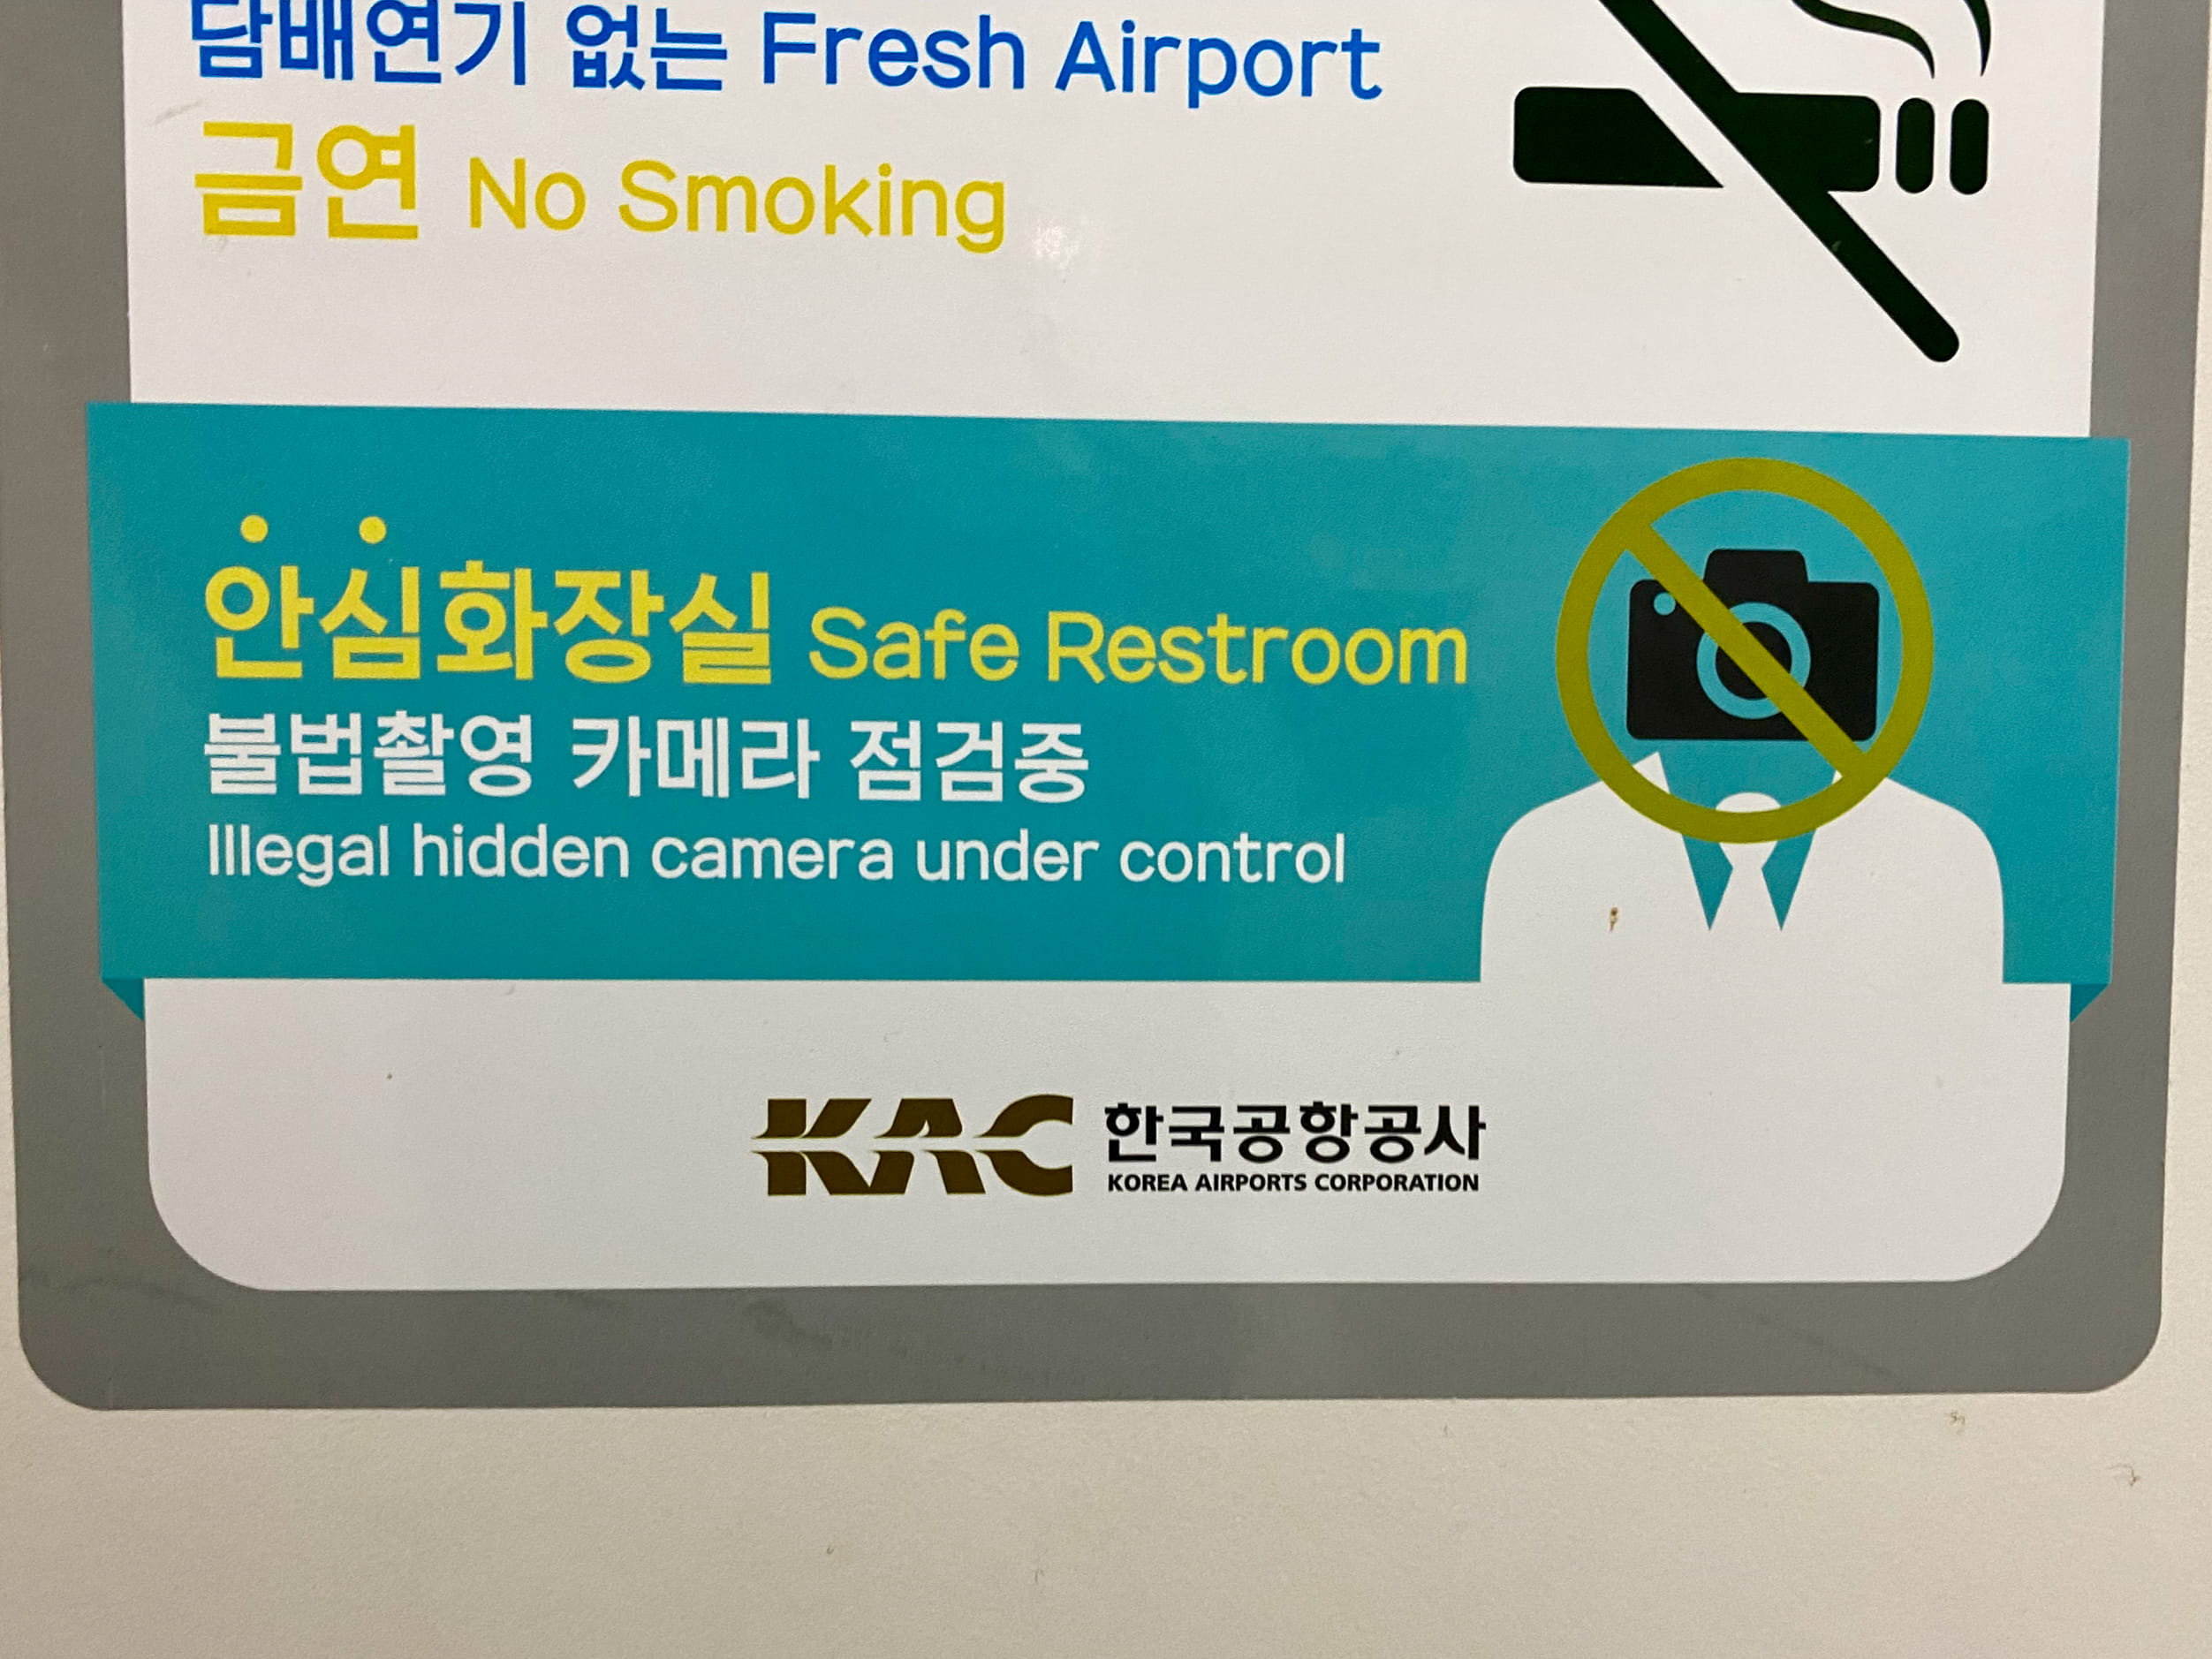 담배연기 없는 Fresh Airport
금연 No Smoking
안심화장실 Safe Restroom
불법촬영 카메라 점검중
Illegal hidden camera under control
KAC 한국공항공사
KOREA AIRPORTS CORPORATION